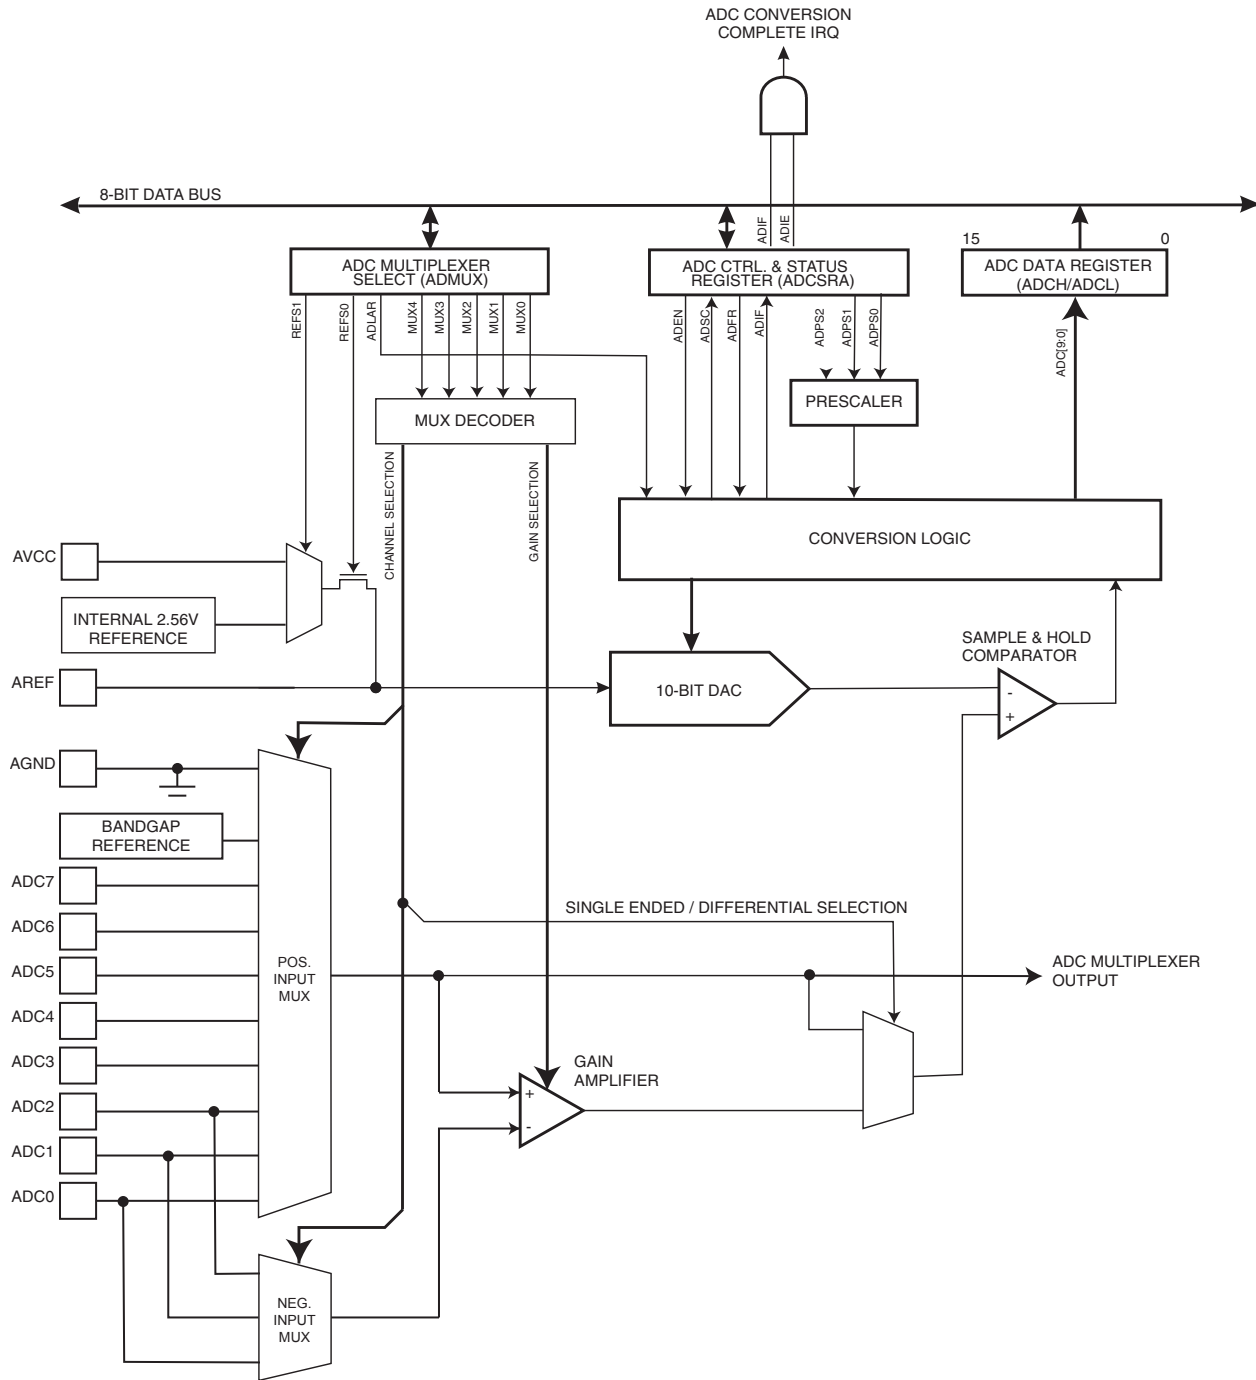 ADC CONVERSION
COMPLETE IRQ
8-BIT DATA BUS
ADIF
ADIE
15
0
ADC MULTIPLEXER
SELECT (ADMUX)
ADC CTRL. & STATUS
REGISTER (ADCSRA)
ADC DATA REGISTER
(ADCH/ADCL)
REFS1
REFS0
ADLAR
MUX4
MUX3
MUX2
MUX1
MUX0
ADEN
ADSC
ADFR
ADIF
ADPS2
ADPS1
ADPS0
ADC[9:0]
MUX DECODER
PRESCALER
CHANNEL SELECTION
GAIN SELECTION
CONVERSION LOGIC
AVCC
INTERNAL 2.56V
REFERENCE
SAMPLE & HOLD
COMPARATOR
AREF
10-BIT DAC
-
+
AGND
BANDGAP
REFERENCE
ADC7
SINGLE ENDED / DIFFERENTIAL SELECTION
ADC6
ADC5
POS.
INPUT
MUX
ADC MULTIPLEXER
OUTPUT
ADC4
ADC3
GAIN
AMPLIFIER
+
-
ADC2
ADC1
ADC0
NEG.
INPUT
MUX